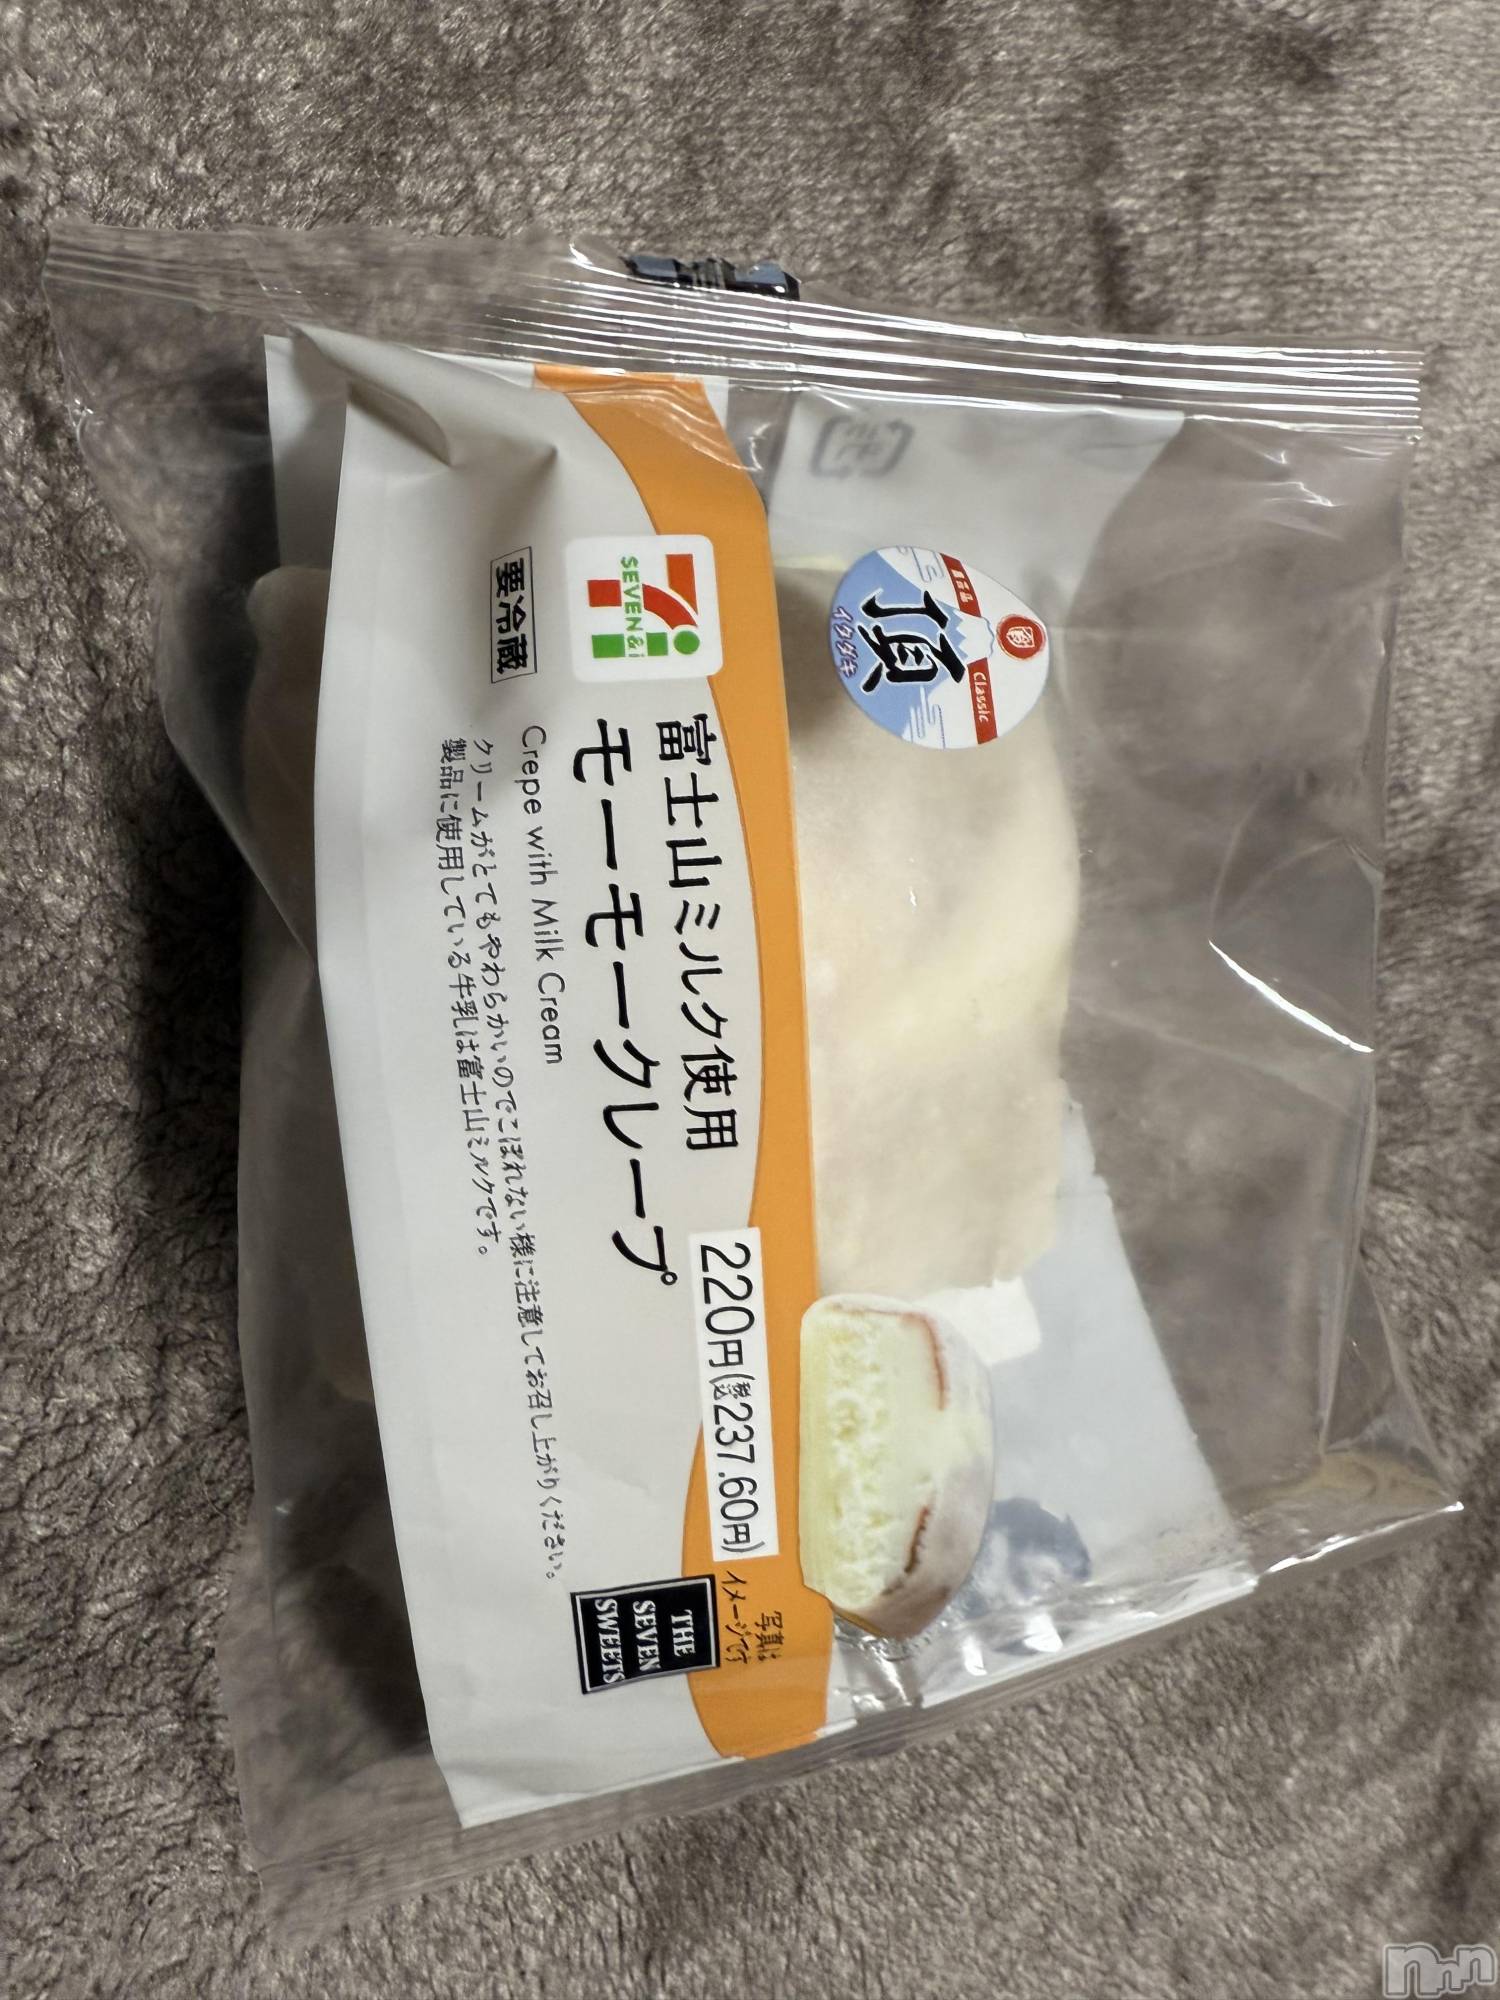 富士山ミルク使用
モーモークレープ
Crepe with Milk Cream
クリームがとてもやわらかいのでこぼれない様に注意してお召し上がりください。
製品に使用している牛乳は富士山ミルクです。
要冷蔵
SEVEN & i
220円(税込237.60円)
写真は
イメージです
THE
SEVEN
SWEETS
Classic
頂
イタダキ